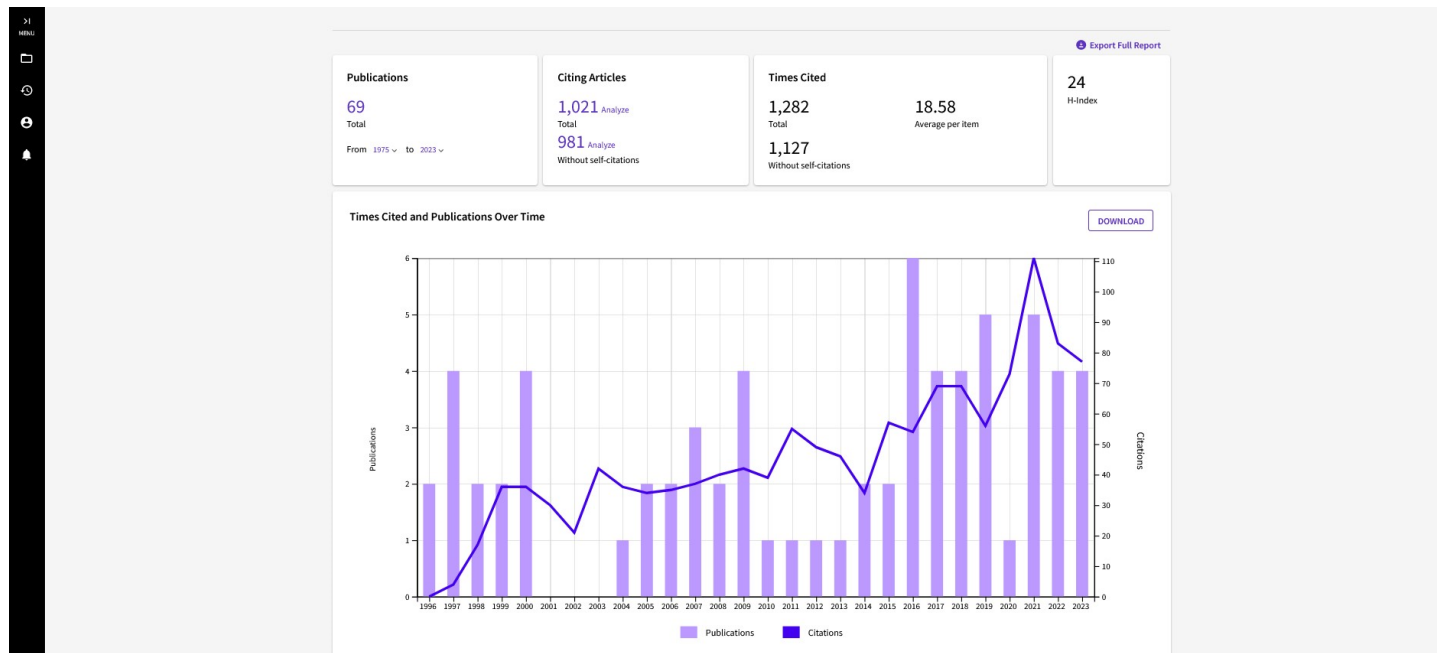 MENU
Export Full Report
Publications
69
Total
From 1975 to 2023
Citing Articles
1,021 Analyze
Total
981 Analyze
Without self-citations
Times Cited
1,282
Total
1,127
Without self-citations
18.58
Average per item
24
H-Index
Times Cited and Publications Over Time
DOWNLOAD
Publications
6
5
4
3
2
1
0
110
100
90
80
70
60
50
40
30
20
10
0
Citations
1996 1997 1998 1999 2000 2001 2002 2003 2004 2005 2006 2007 2008 2009 2010 2011 2012 2013 2014 2015 2016 2017 2018 2019 2020 2021 2022 2023
Publications Citations